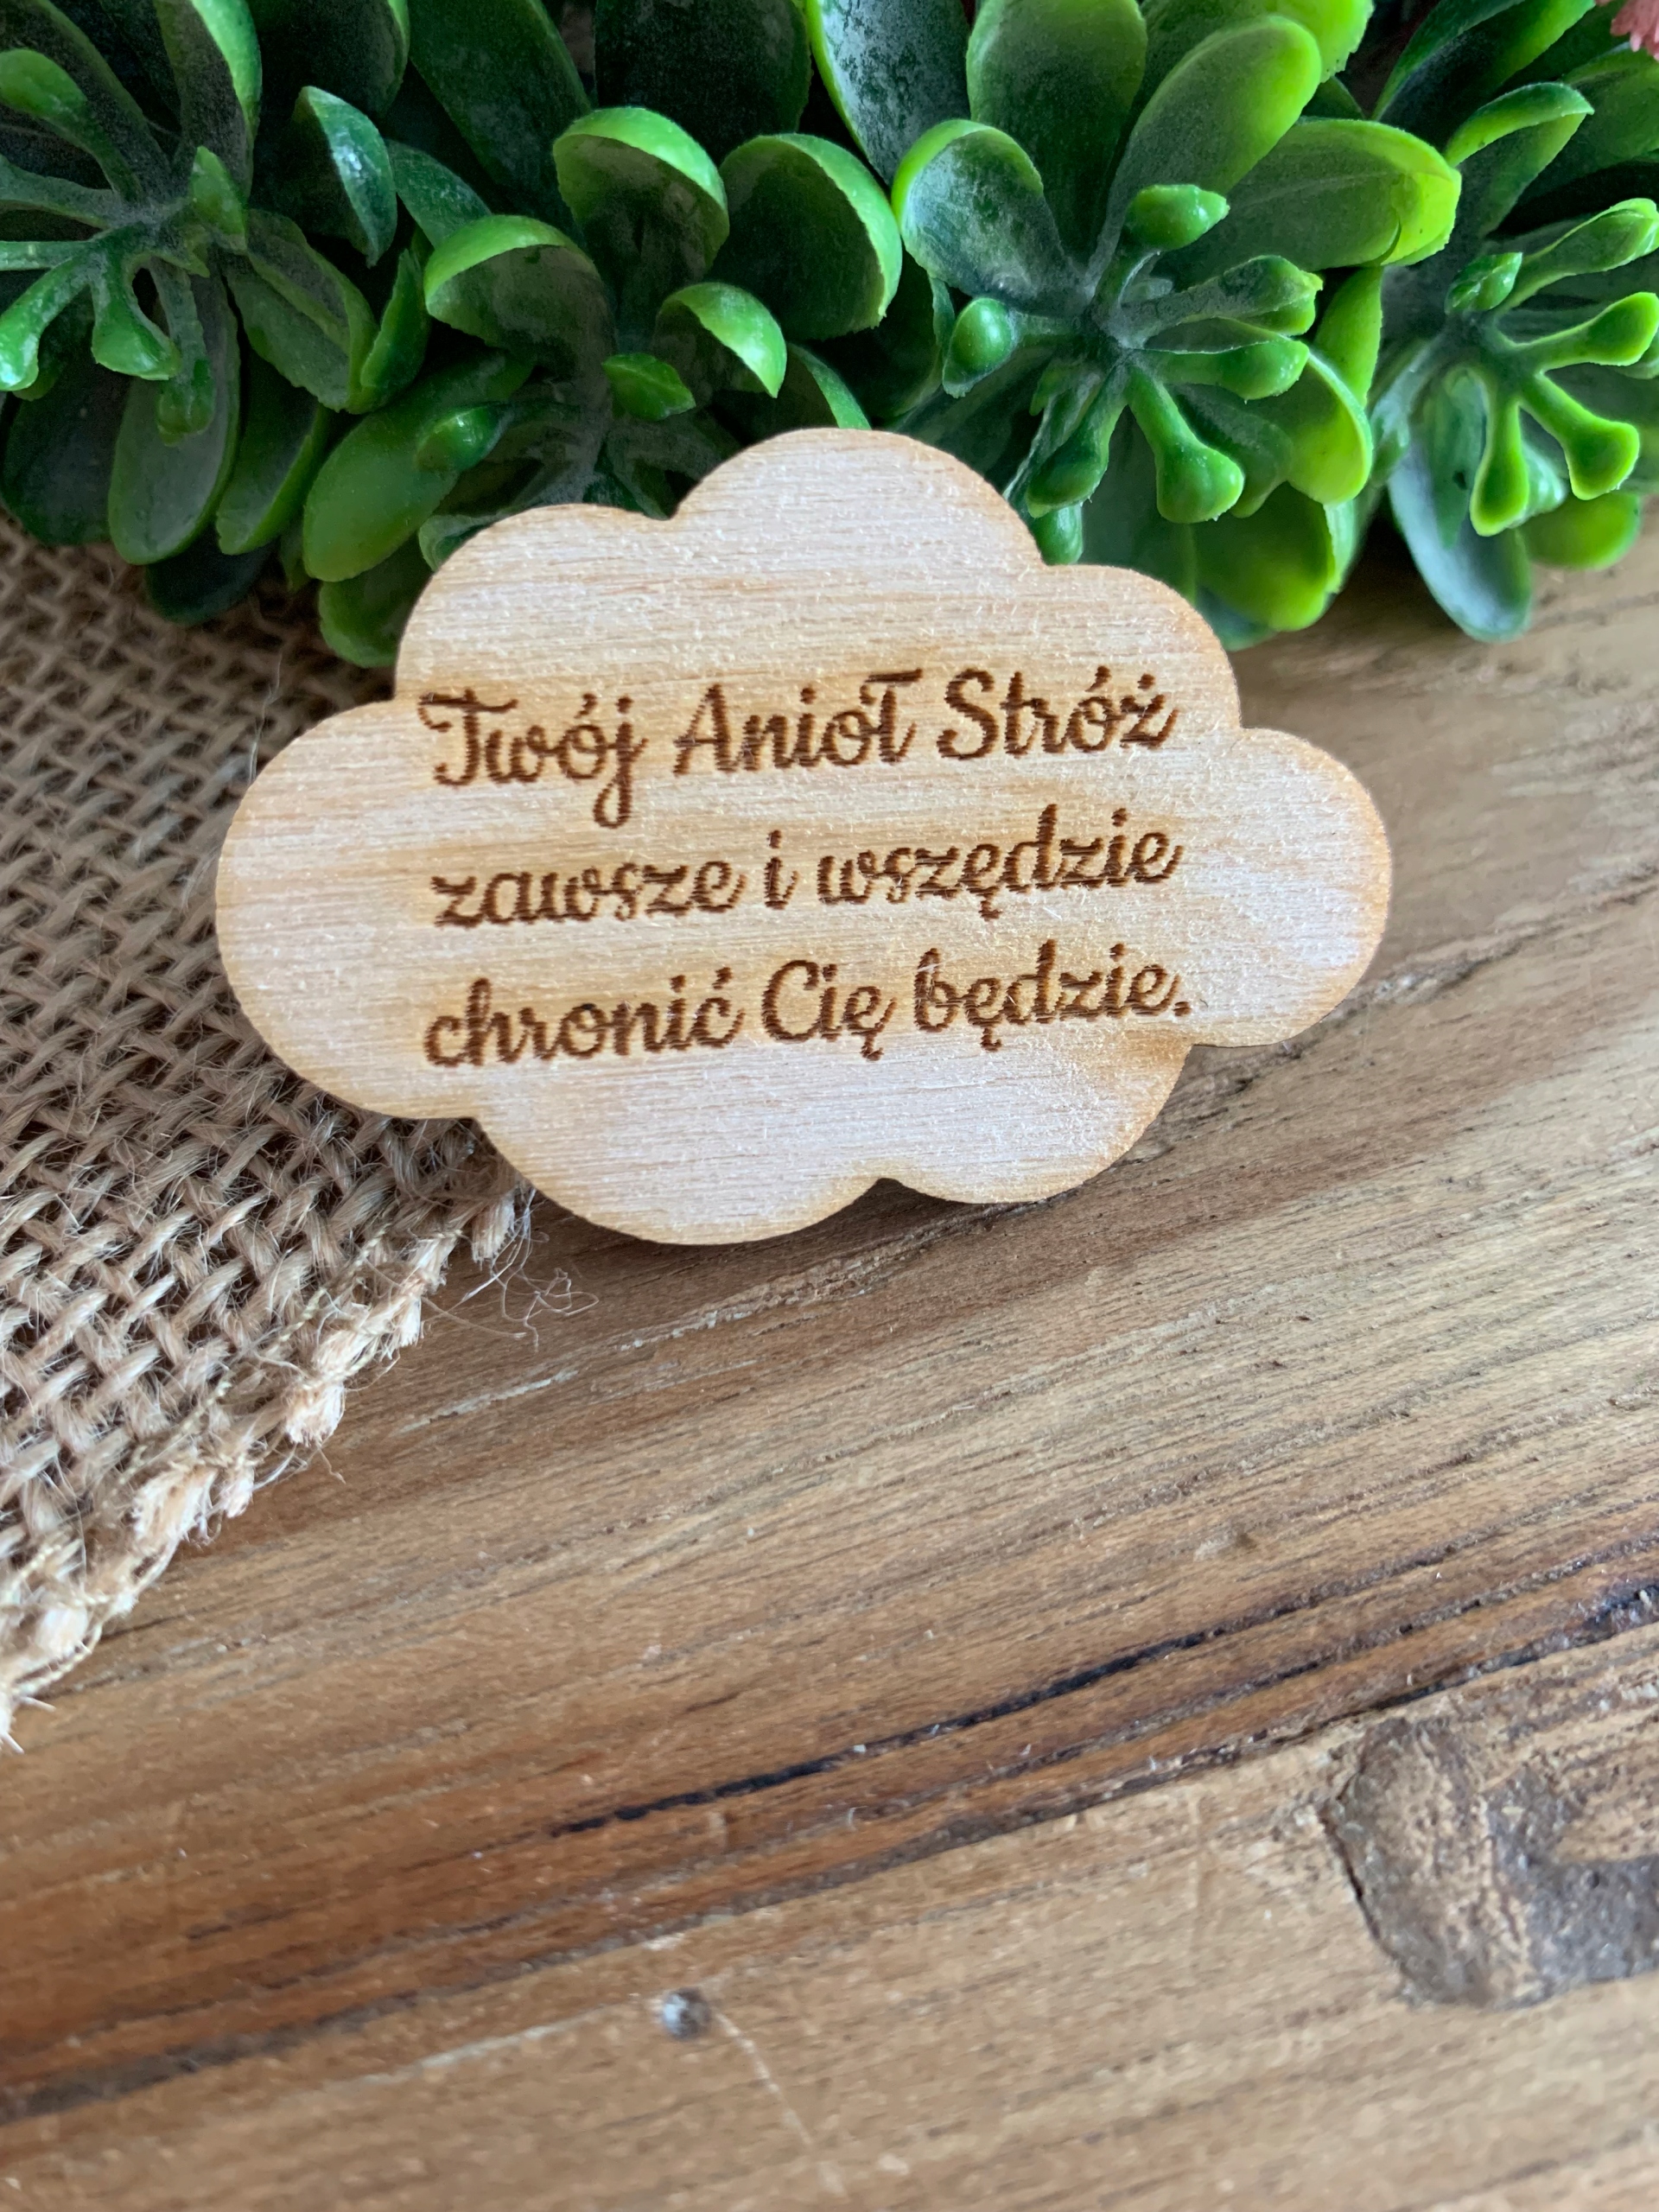 Twój Anioł Stróż
zawsze i wszędzie
chronić Cię będzie.